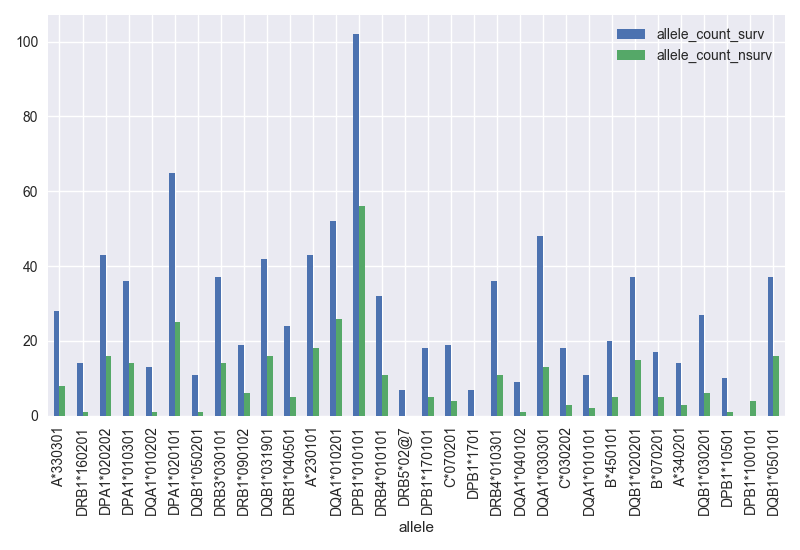 allele_count_surv
allele_count_nsurv
100
80
60
40
20
0
A*330301
DRB1*160201
DPA1*020202
DPA1*010301
DQA1*010202
DPA1*020101
DQB1*050201
DRB3*030101
DRB1*090102
DQB1*031901
DRB1*040501
A*230101
DQA1*010201
DPB1*010101
DRB4*010101
DRB5*02@7
DPB1*170101
C*070201
DPB1*1701
DRB4*010301
DQA1*040102
DQA1*030301
C*030202
DQA1*010101
B*450101
DQB1*020201
B*070201
A*340201
DQB1*030201
DPB1*10501
DPB1*100101
DQB1*050101
allele